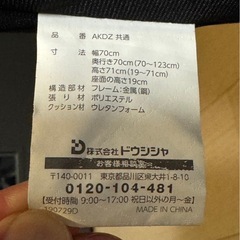 品　　番　AKDZ 共通
寸　　法　幅70cm
奥行き70cm(70〜123cm)
高さ71cm(19〜71cm)
座面の高さ19cm
構造部材　フレーム：金属(鋼)
張り材　ポリエステル
クッション材　ウレタンフォーム
株式会社ドウシシャ
お客様相談室
〒140-0011　東京都品川区東大井1-8-10
0120-104-481
【受付時間 9:00〜17:00 祝日以外の月〜金】
190729D　MADE IN CHINA